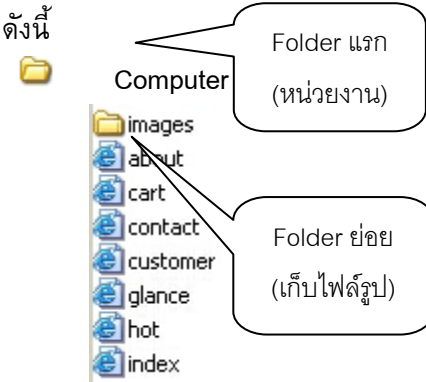 ดังนี้
Folder แรก
(หน่วยงาน)
Computer
images
about
cart
contact
customer
glance
hot
index
Folder ย่อย
(เก็บไฟล์รูป)